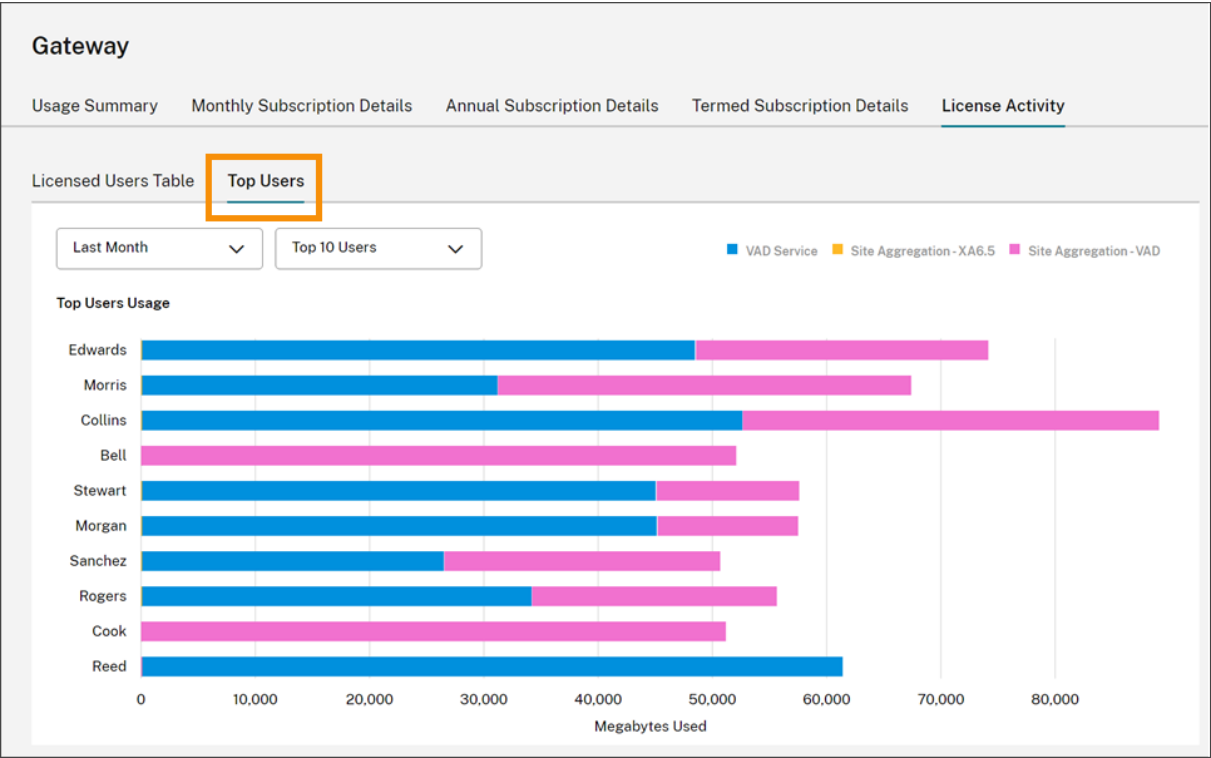 Gateway
Usage Summary Monthly Subscription Details Annual Subscription Details Termed Subscription Details License Activity
Licensed Users Table Top Users
Last Month Top 10 Users VAD Service Site Aggregation - XA6.5 Site Aggregation - VAD
Top Users Usage
Edwards
Morris
Collins
Bell
Stewart
Morgan
Sanchez
Rogers
Cook
Reed
0 10,000 20,000 30,000 40,000 50,000 60,000 70,000 80,000
Megabytes Used